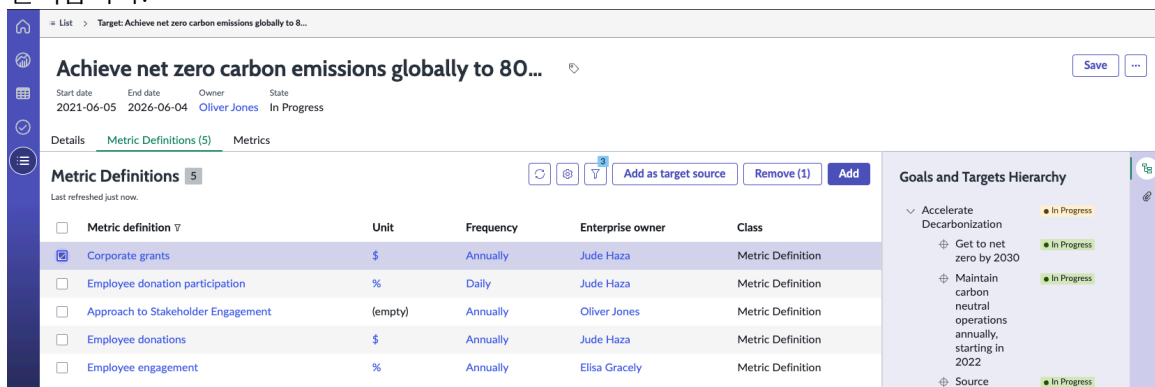 List > Target: Achieve net zero carbon emissions globally to 8...
Achieve net zero carbon emissions globally to 80...
Save ...
Start date End date Owner State
2021-06-05 2026-06-04 Oliver Jones In Progress
Details Metric Definitions (5) Metrics
Metric Definitions 5
3
Add as target source Remove (1) Add
Last refreshed just now.
Metric definition Unit Frequency Enterprise owner Class
Corporate grants $ Annually Jude Haza Metric Definition
Employee donation participation % Daily Jude Haza Metric Definition
Approach to Stakeholder Engagement (empty) Annually Oliver Jones Metric Definition
Employee donations $ Annually Jude Haza Metric Definition
Employee engagement % Annually Elisa Gracely Metric Definition
Goals and Targets Hierarchy
Accelerate In Progress
Decarbonization
Get to net In Progress
zero by 2030
Maintain In Progress
carbon
neutral
operations
annually,
starting in
2022
Source In Progress